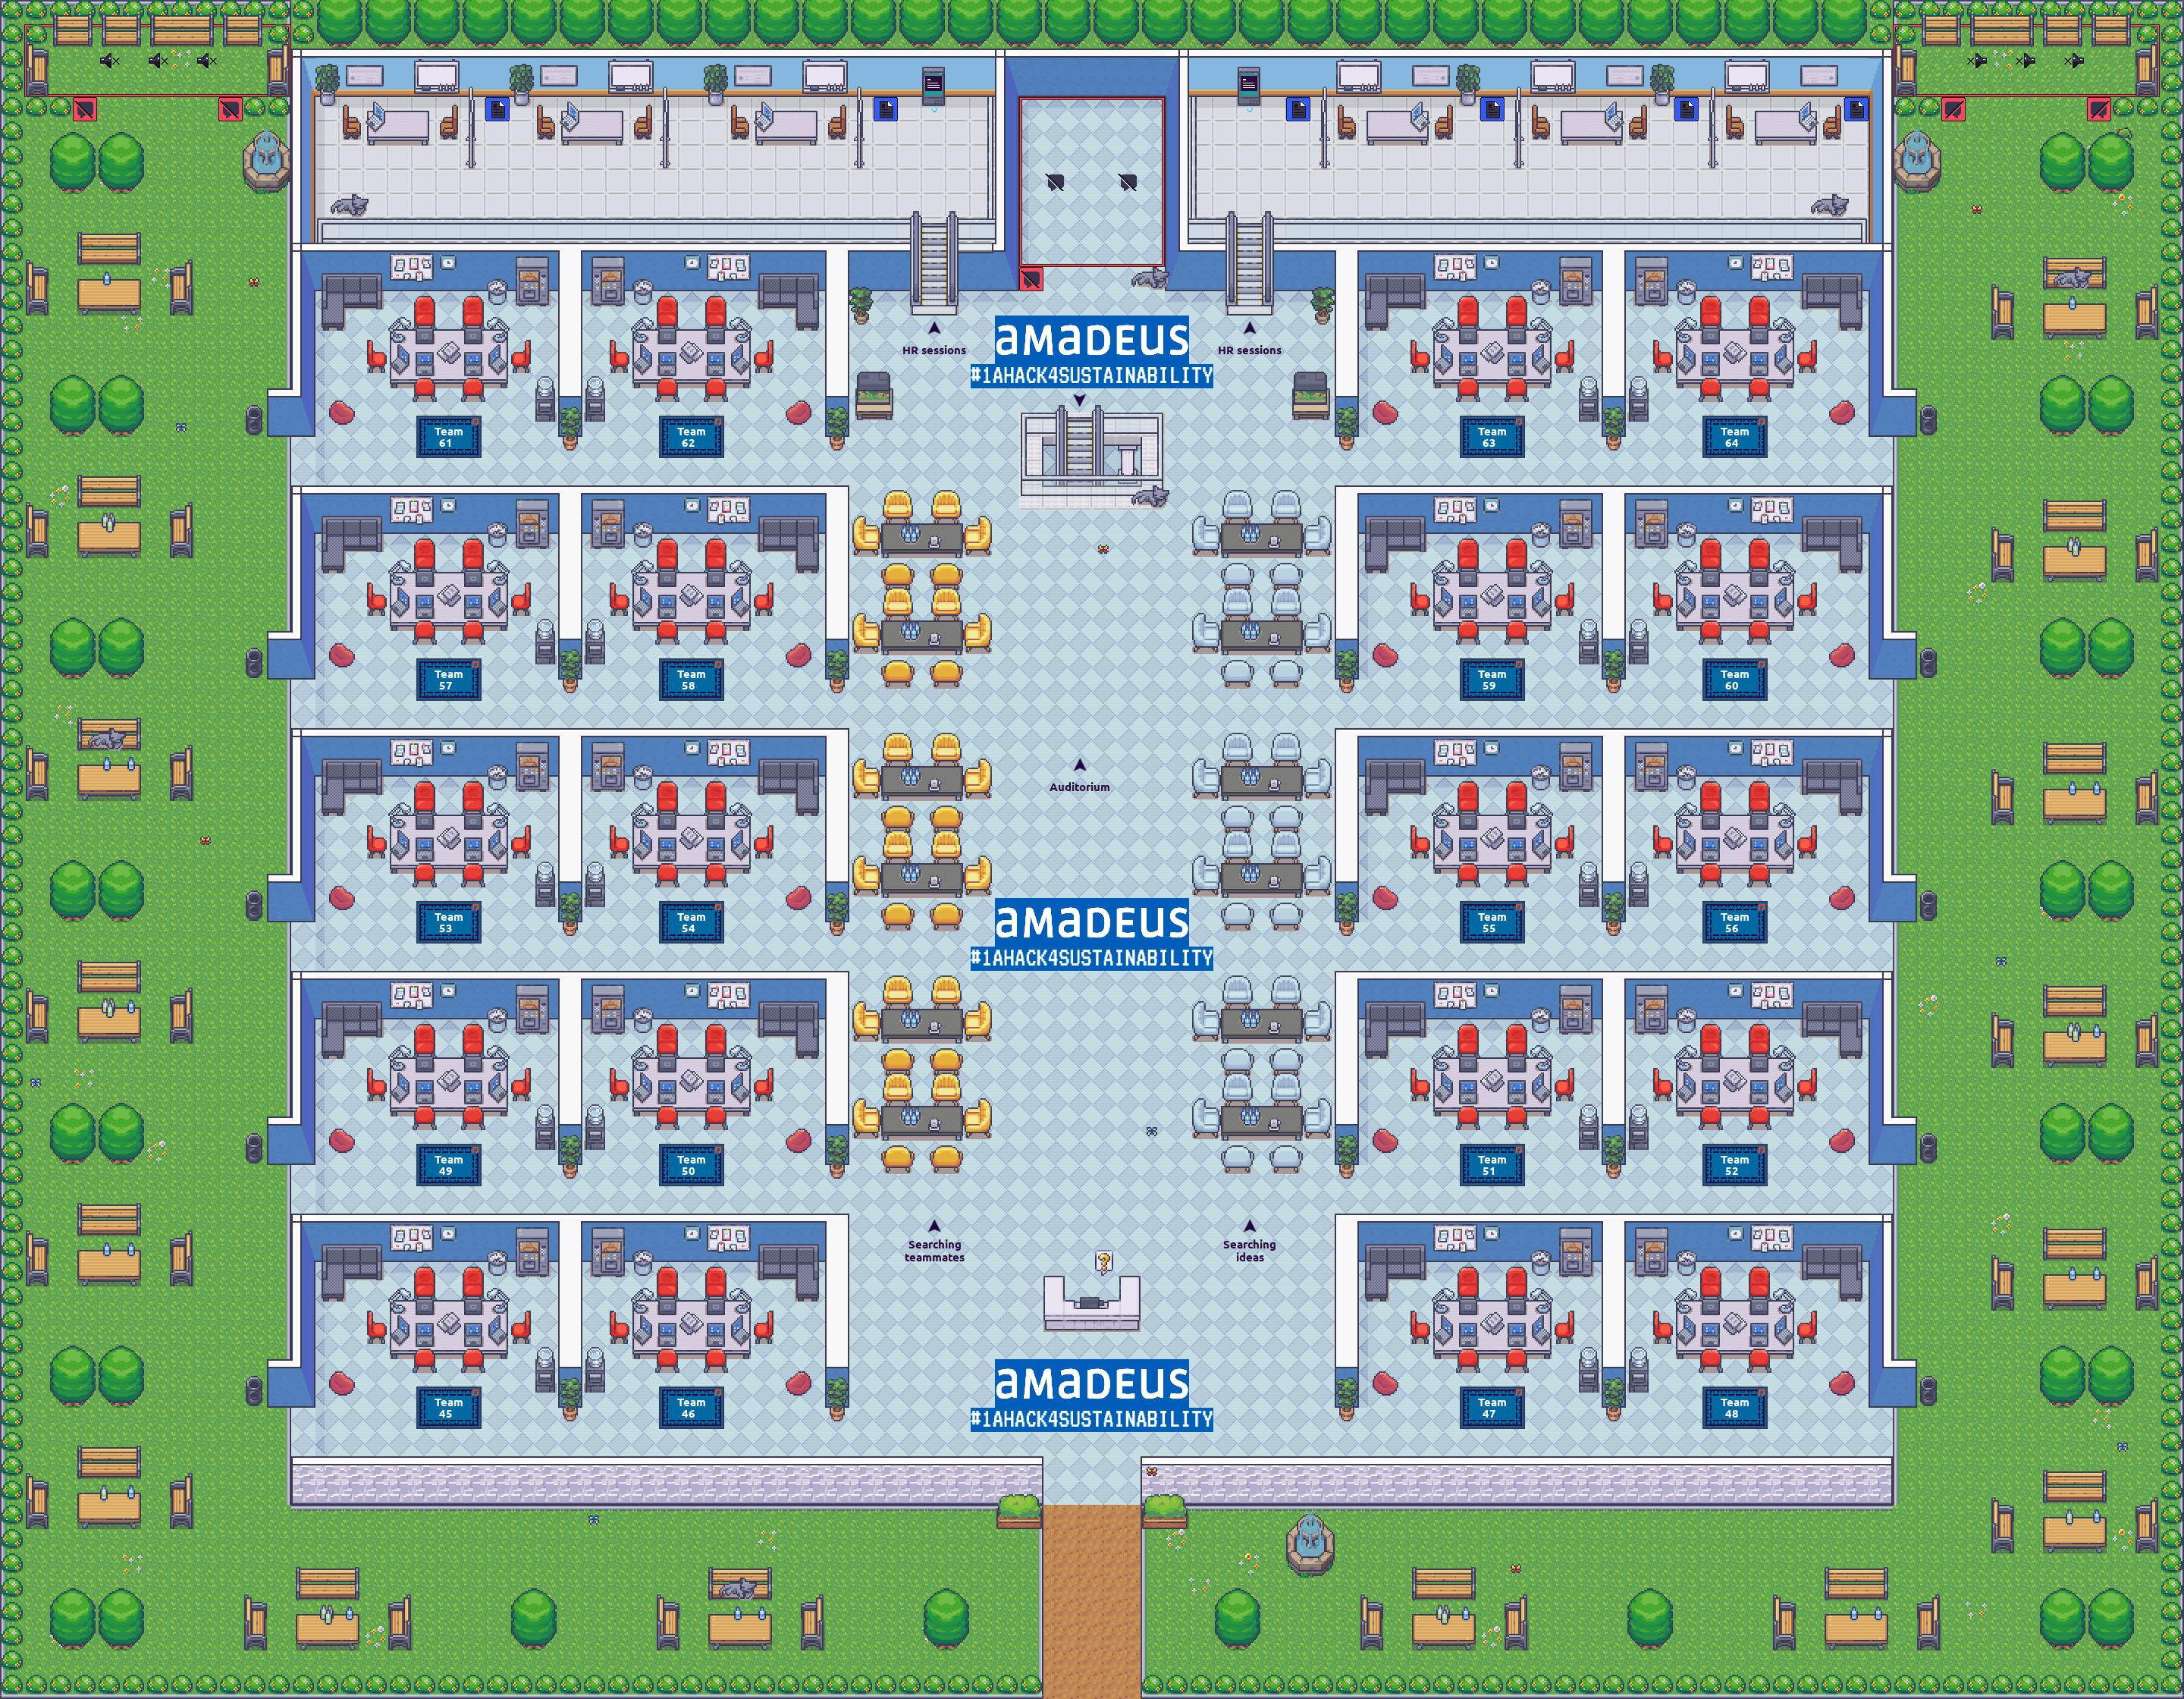 HR sessions
aMaDEUS
#1AHACK4SUSTAINABILITY
HR sessions
Team
61
Team
62
Team
63
Team
64
Team
57
Team
58
Team
59
Team
60
Auditorium
Team
53
Team
54
aMaDEUS
#1AHACK4SUSTAINABILITY
Team
55
Team
56
Team
49
Team
50
Team
51
Team
52
Searching
teammates
Searching
ideas
?
Team
45
Team
46
aMaDEUS
#1AHACK4SUSTAINABILITY
Team
47
Team
48